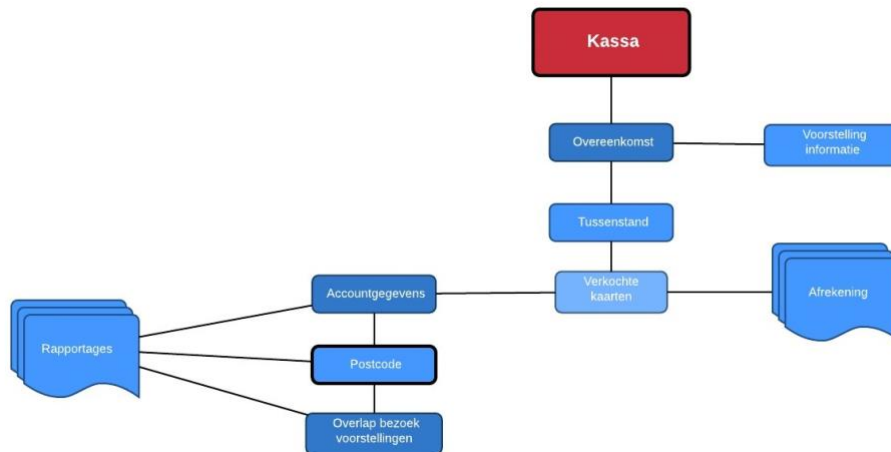 Kassa
Overeenkomst
Voorstelling
informatie
Tussenstand
Verkochte
kaarten
Afrekening
Accountgegevens
Rapportages
Postcode
Overlap bezoek
voorstellingen